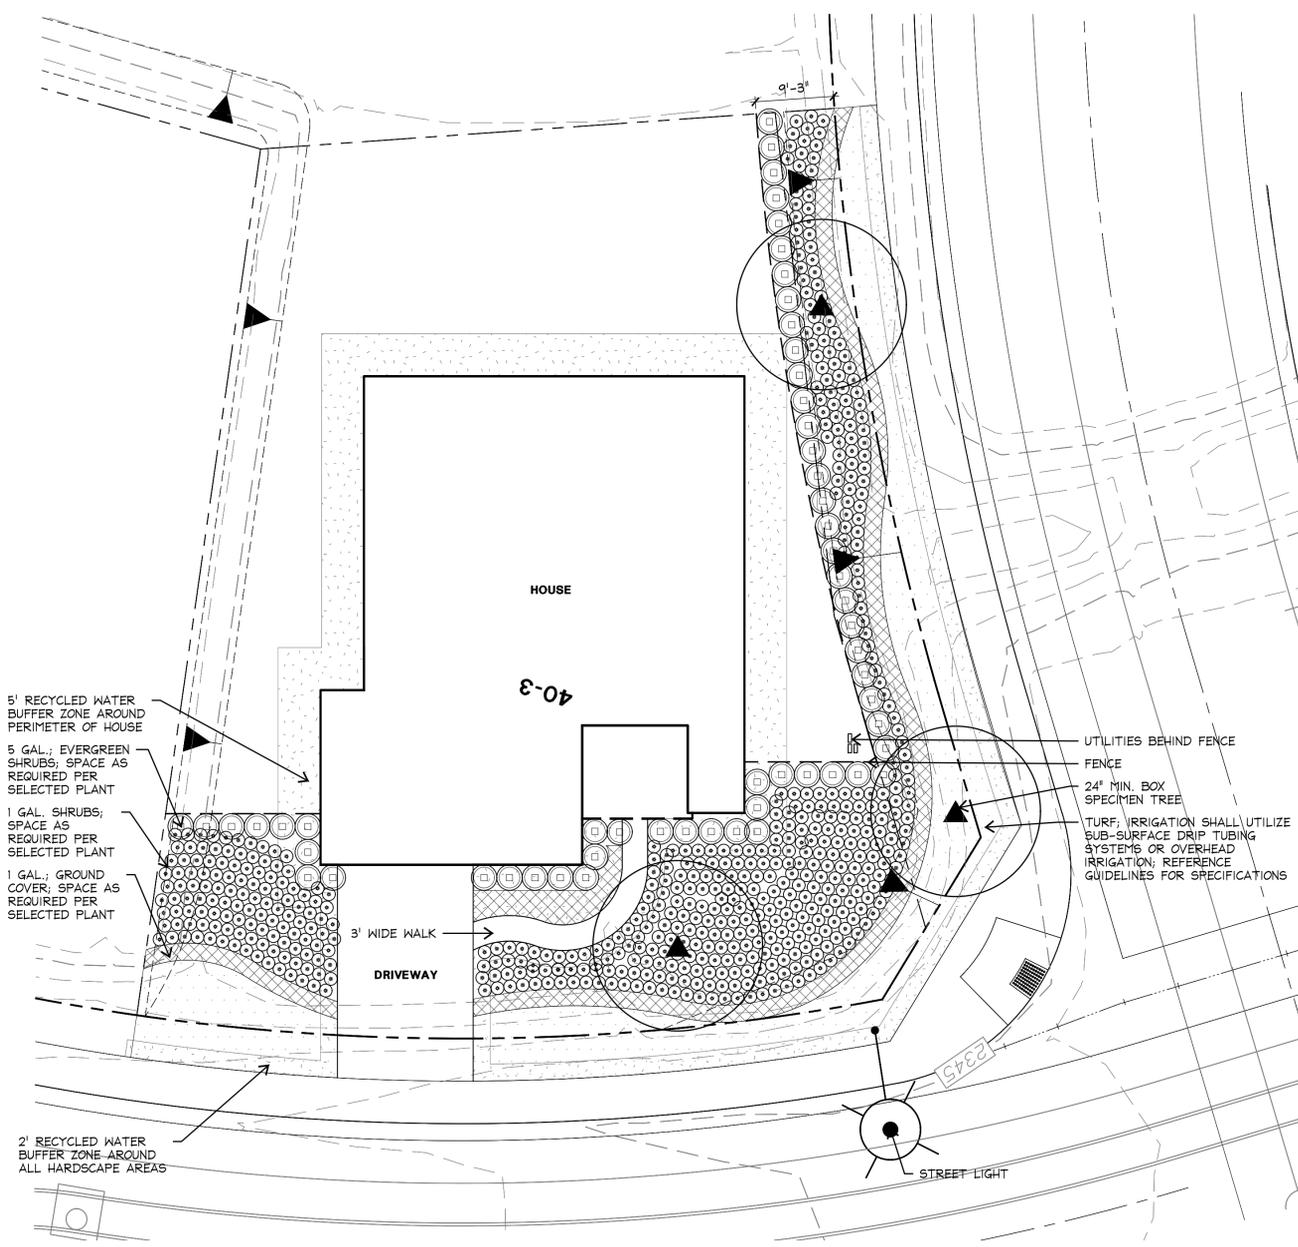 9'-3"
HOUSE
40-3
5' RECYCLED WATER
BUFFER ZONE AROUND
PERIMETER OF HOUSE
5 GAL.; EVERGREEN
SHRUBS; SPACE AS
REQUIRED PER
SELECTED PLANT
1 GAL. SHRUBS;
SPACE AS
REQUIRED PER
SELECTED PLANT
1 GAL.; GROUND
COVER; SPACE AS
REQUIRED PER
SELECTED PLANT
UTILITIES BEHIND FENCE
FENCE
24" MIN. BOX
SPECIMEN TREE
TURF; IRRIGATION SHALL UTILIZE
SUB-SURFACE DRIP TUBING
SYSTEMS OR OVERHEAD
IRRIGATION; REFERENCE
GUIDELINES FOR SPECIFICATIONS
3' WIDE WALK
DRIVEWAY
2345
2' RECYCLED WATER
BUFFER ZONE AROUND
ALL HARDSCAPE AREAS
STREET LIGHT